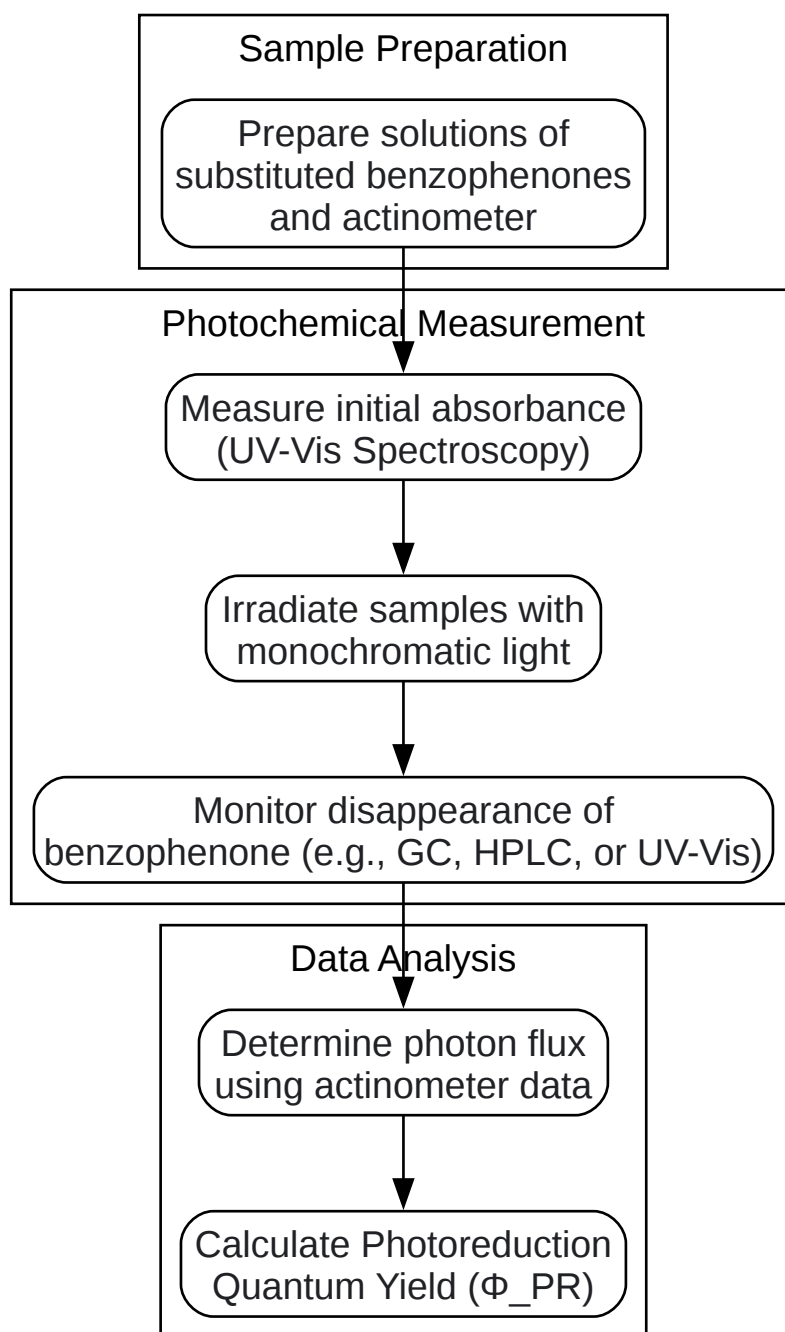 Sample Preparation
Prepare solutions of
substituted benzophenones
and actinometer
Photochemical Measurement
Measure initial absorbance
(UV-Vis Spectroscopy)
Irradiate samples with
monochromatic light
Monitor disappearance of
benzophenone (e.g., GC, HPLC, or UV-Vis)
Data Analysis
Determine photon flux
using actinometer data
Calculate Photoreduction
Quantum Yield (Φ_PR)